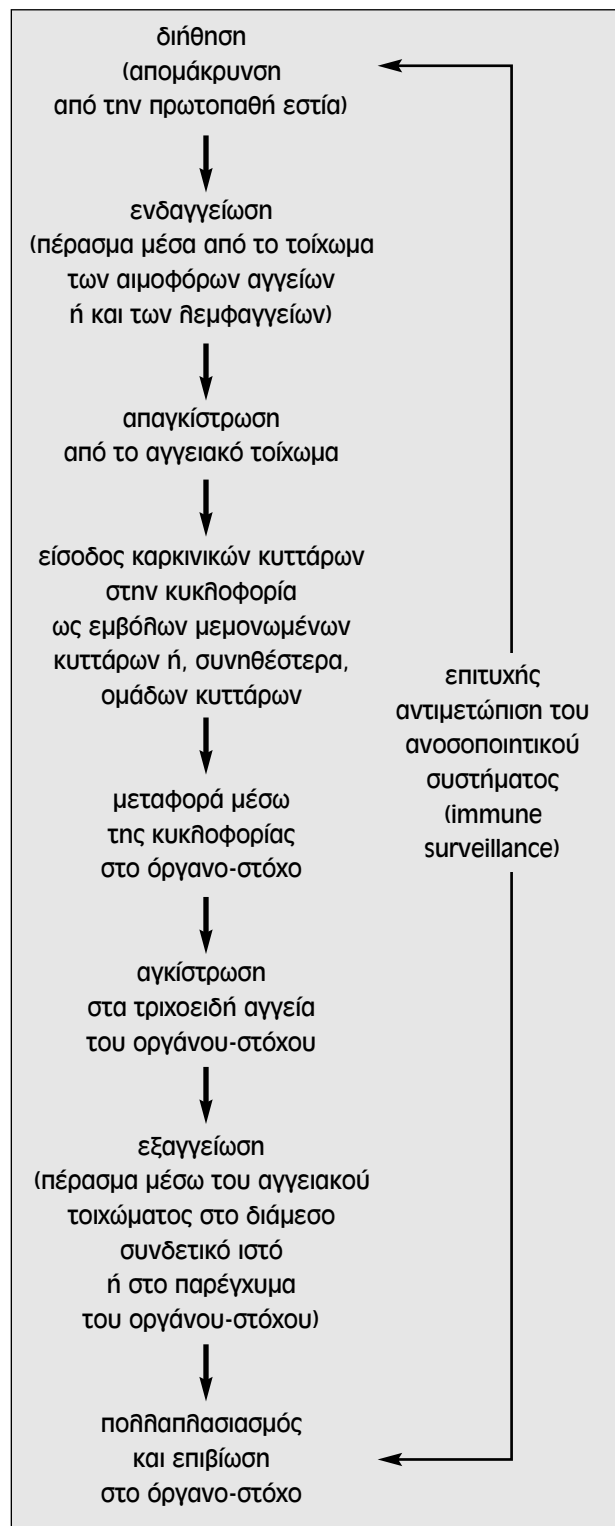 διήθηση
(απομάκρυνση
από την πρωτοπαθή εστία)
ενδαγγείωση
(πέρασμα μέσα από το τοίχωμα
των αιμοφόρων αγγείων
ή και των λεμφαγγείων)
απαγκίστρωση
από το αγγειακό τοίχωμα
είσοδος καρκινικών κυττάρων
στην κυκλοφορία
ως εμβόλων μεμονωμένων
κυττάρων ή, συνηθέστερα,
ομάδων κυττάρων
μεταφορά μέσω
της κυκλοφορίας
στο όργανο-στόχο
αγκίστρωση
στα τριχοειδή αγγεία
του οργάνου-στόχου
εξαγγείωση
(πέρασμα μέσω του αγγειακού
τοιχώματος στο διάμεσο
συνδετικό ιστό
ή στο παρέγχυμα
του οργάνου-στόχου)
πολλαπλασιασμός
και επιβίωση
στο όργανο-στόχο
επιτυχής
αντιμετώπιση του
ανοσοποιητικού
συστήματος
(immune
surveillance)